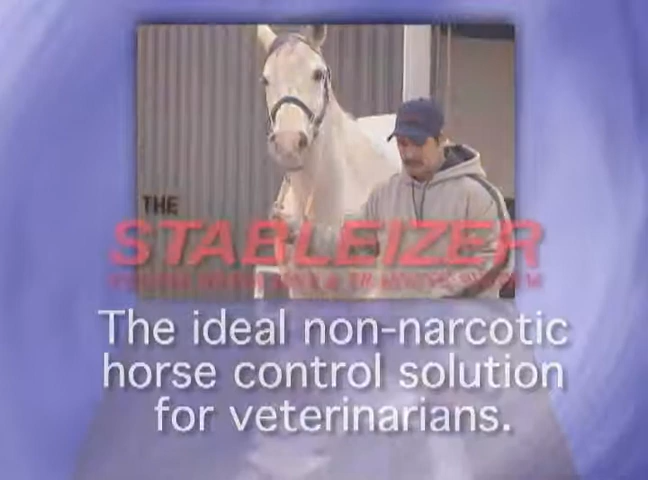 THE
STABLEIZER
The ideal non-narcotic
horse control solution
for veterinarians.